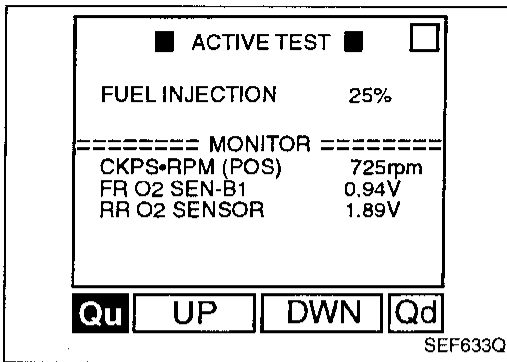 ■ ACTIVE TEST ■
FUEL INJECTION 25%
======== MONITOR ========
CKPS•RPM (POS) 725rpm
FR O2 SEN-B1 0.94V
RR O2 SENSOR 1.89V
Qu UP DWN Qd
SEF633Q